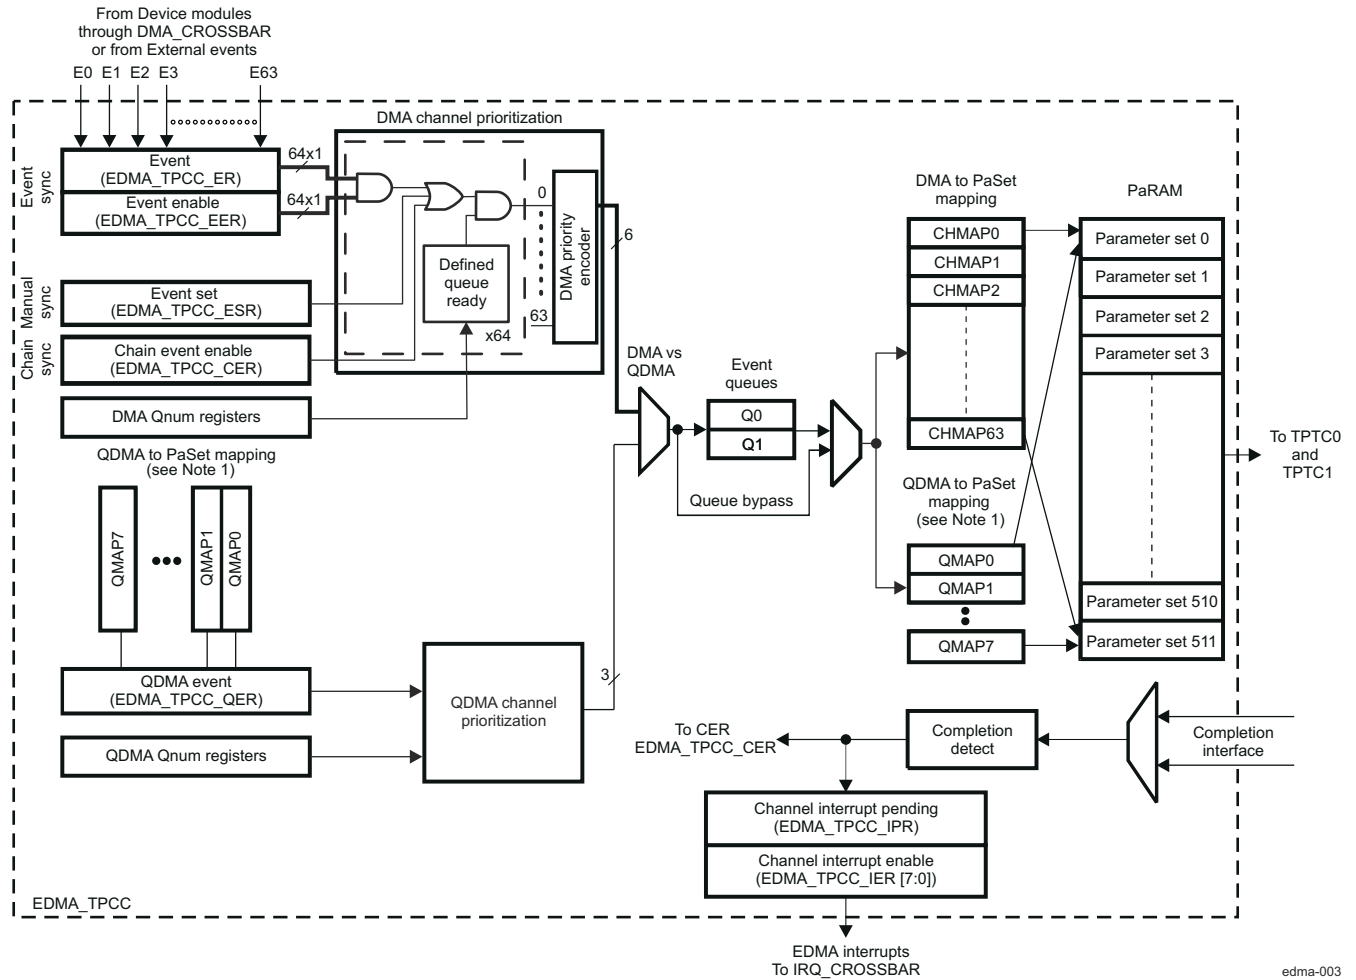 From Device modules
through DMA_CROSSBAR
or from External events
E0 E1 E2 E3 E63
DMA channel prioritization
Event
sync
Event
(EDMA_TPCC_ER)
64x1
Event enable
(EDMA_TPCC_EER)
64x1
Manual
sync
Event set
(EDMA_TPCC_ESR)
Chain
sync
Chain event enable
(EDMA_TPCC_CER)
DMA Qnum registers
Defined
queue
ready
x64
0
63
DMA priority
encoder
6
DMA vs
QDMA
Event
queues
Q0
Q1
Queue bypass
DMA to PaSet
mapping
CHMAP0
CHMAP1
CHMAP2
CHMAP63
PaRAM
Parameter set 0
Parameter set 1
Parameter set 2
Parameter set 3
Parameter set 510
Parameter set 511
To TPTC0
and
TPTC1
QDMA to PaSet
mapping
(see Note 1)
QMAP0
QMAP1
QMAP7
QDMA to PaSet mapping
(see Note 1)
QMAP7
QMAP1
QMAP0
QDMA event
(EDMA_TPCC_QER)
QDMA Qnum registers
QDMA channel
prioritization
3
To CER
EDMA_TPCC_CER
Completion
detect
Completion
interface
Channel interrupt pending
(EDMA_TPCC_IPR)
Channel interrupt enable
(EDMA_TPCC_IER [7:0])
EDMA_TPCC
EDMA interrupts
To IRQ_CROSSBAR
edma-003